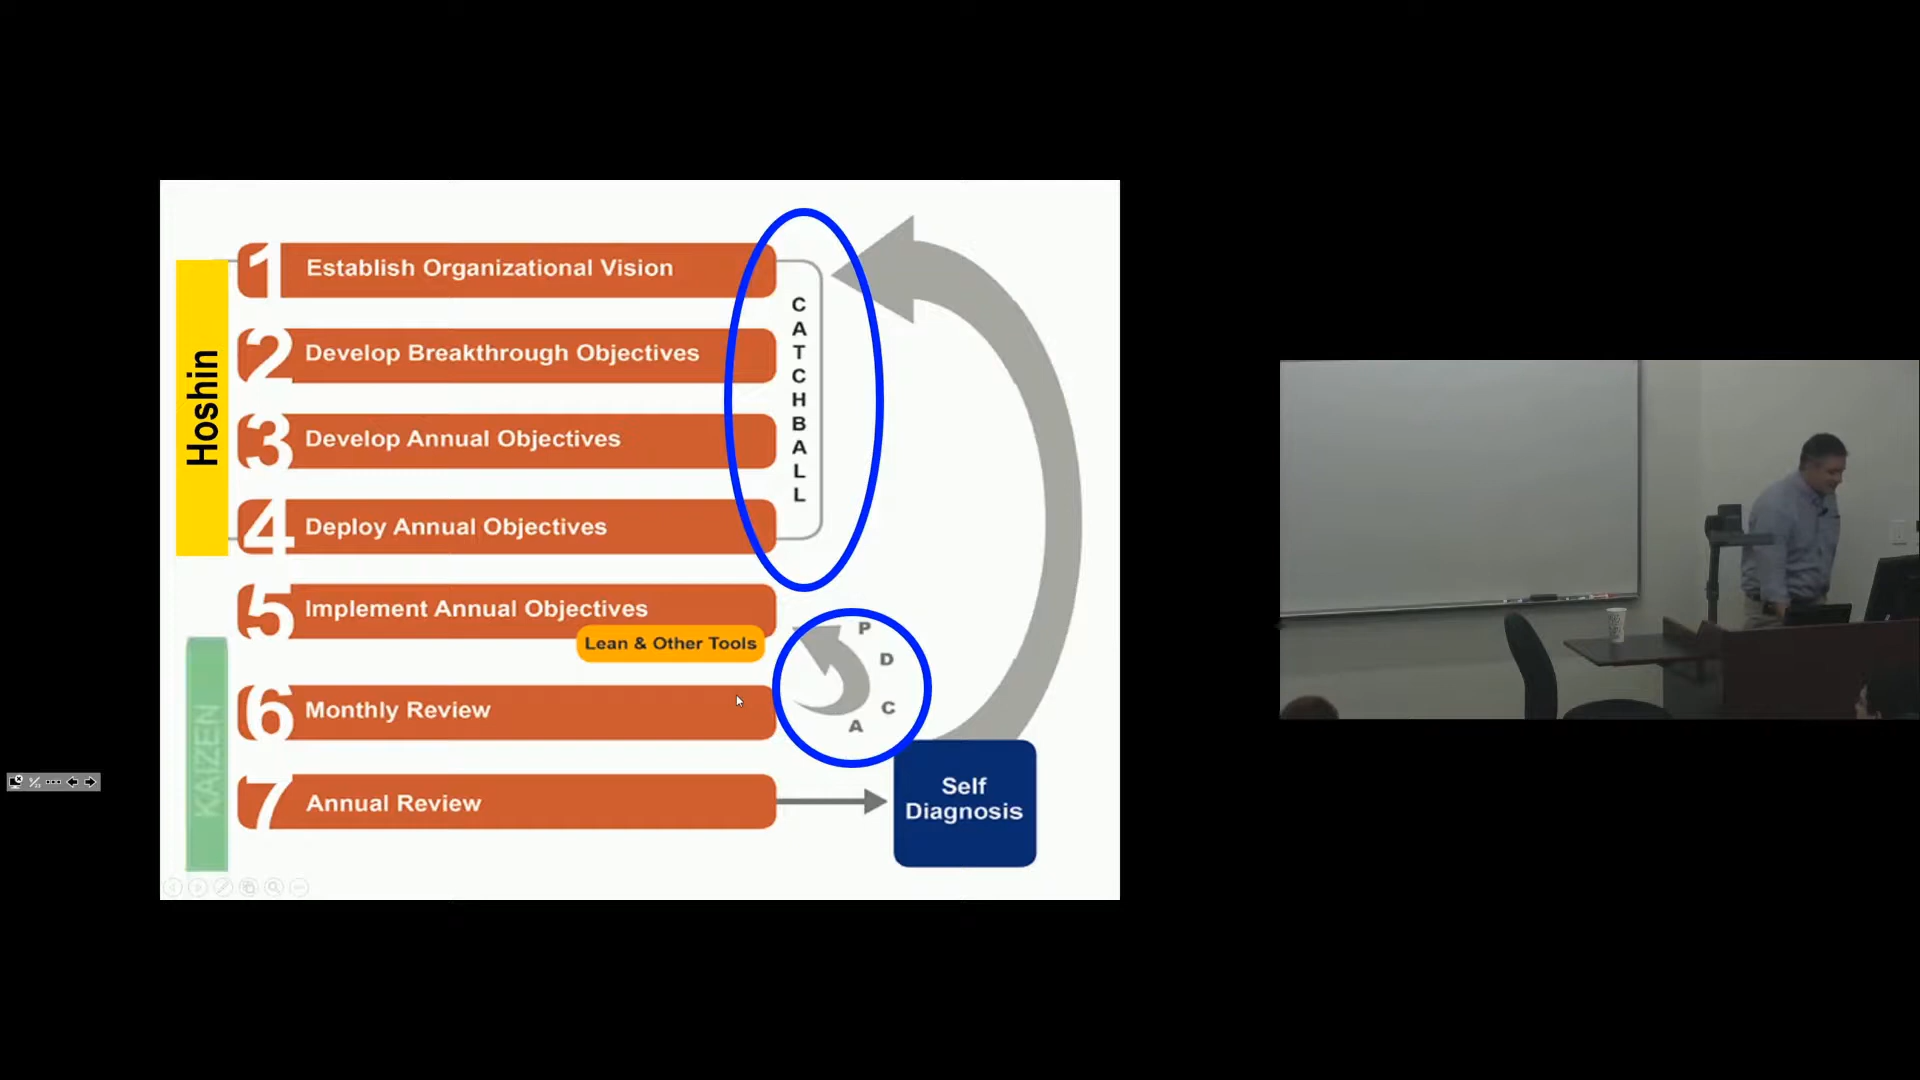 Hoshin
1 Establish Organizational Vision
2 Develop Breakthrough Objectives
3 Develop Annual Objectives
4 Deploy Annual Objectives
CATCHBALL
5 Implement Annual Objectives
Lean & Other Tools
P
D
C
A
KAIZEN
6 Monthly Review
7 Annual Review
Self
Diagnosis